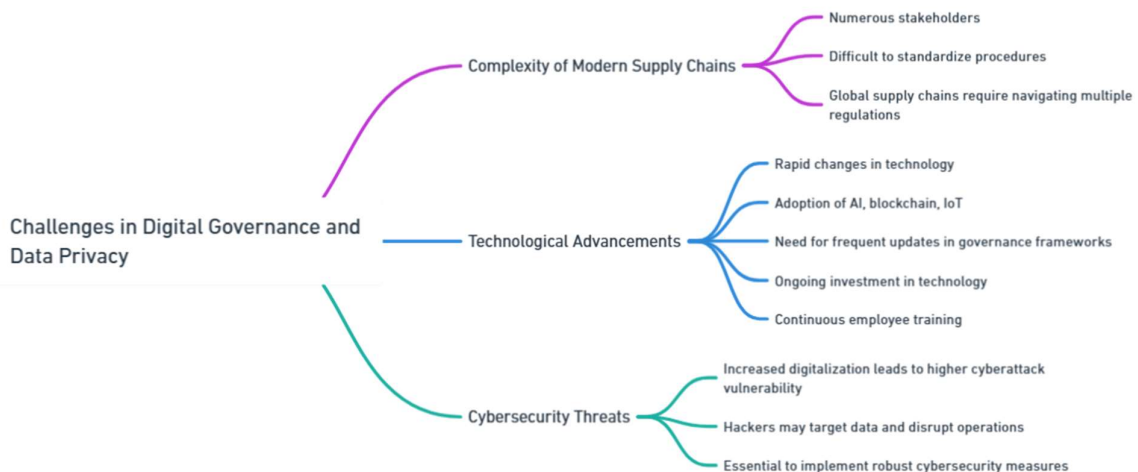 Challenges in Digital Governance and
Data Privacy
Complexity of Modern Supply Chains
Numerous stakeholders
Difficult to standardize procedures
Global supply chains require navigating multiple
regulations
Technological Advancements
Rapid changes in technology
Adoption of AI, blockchain, IoT
Need for frequent updates in governance frameworks
Ongoing investment in technology
Continuous employee training
Cybersecurity Threats
Increased digitalization leads to higher cyberattack
vulnerability
Hackers may target data and disrupt operations
Essential to implement robust cybersecurity measures